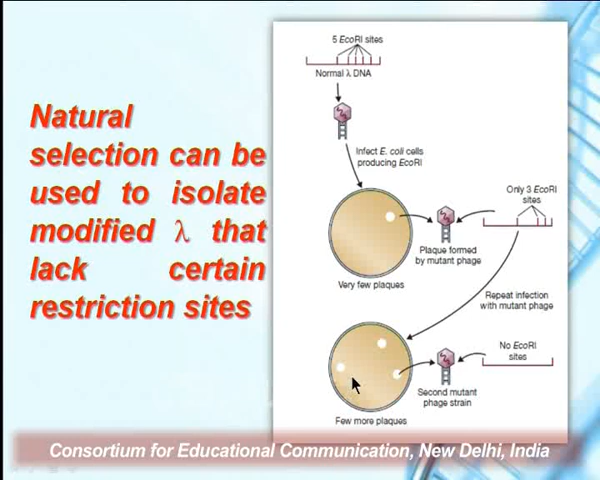 Natural
selection can be
used to isolate
modified λ that
lack certain
restriction sites
5 EcoRI sites
Normal λ DNA
Infect E. coli cells
producing EcoRI
Only 3 EcoRI
sites
Plaque formed
by mutant phage
Very few plaques
Repeat infection
with mutant phage
No EcoRI
sites
Second mutant
phage strain
Few more plaques
Consortium for Educational Communication, New Delhi, India